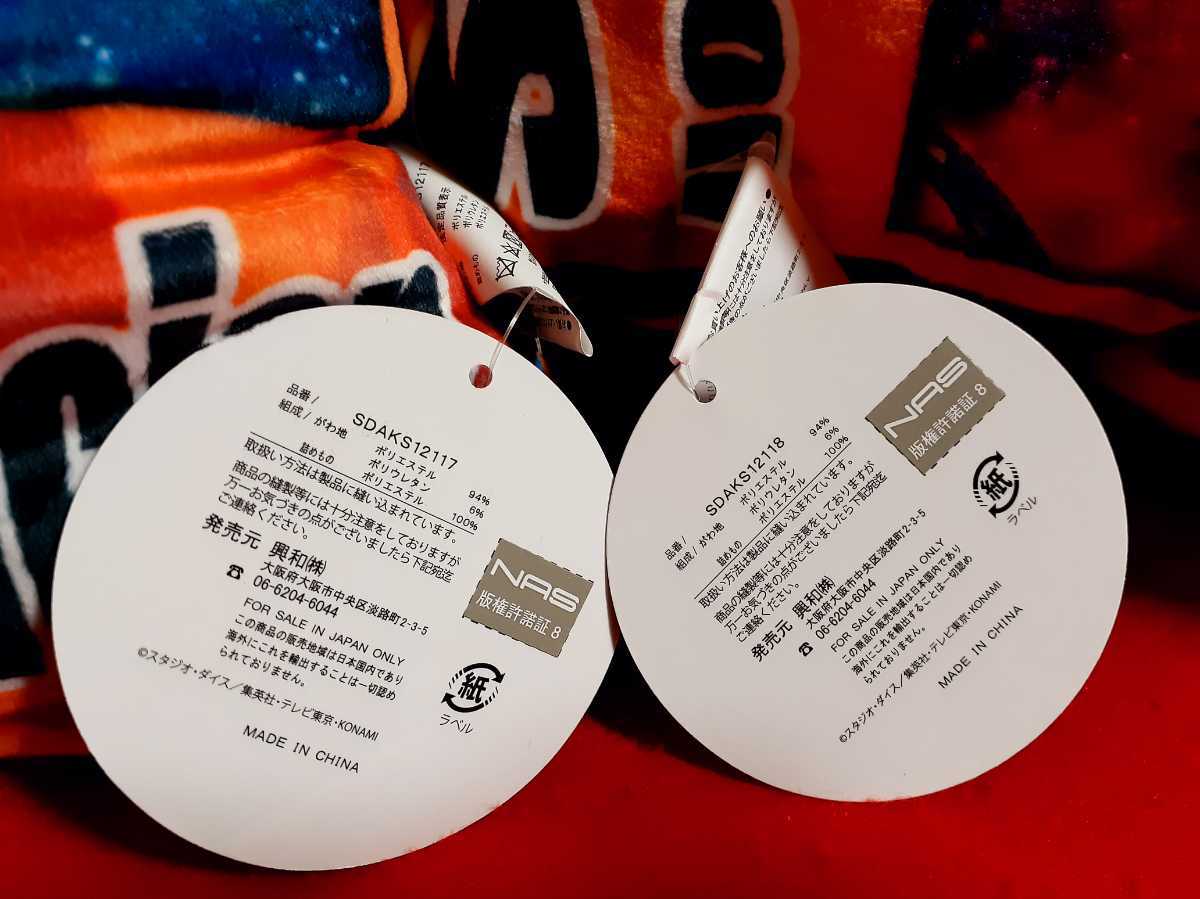 品番/ SDAKS12117
組成/がわ地 ポリエステル 94%
ポリウレタン 6%
詰めもの ポリエステル 100%
取扱い方法は製品に縫い込まれています。
商品の縫製等には十分注意をしておりますが
万一お気づきの点がございましたら下記宛迄
ご連絡ください。
発売元 興和㈱
大阪府大阪市中央区淡路町2-3-5
☎ 06-6204-6044
FOR SALE IN JAPAN ONLY
この商品の販売地域は日本国内であり
海外にこれを輸出することは一切認め
られておりません。
©スタジオ・ダイス/集英社・テレビ東京・KONAMI
MADE IN CHINA
NAS
版権許諾証 8
紙
ラベル
品番/ SDAKS12118
組成/がわ地 ポリエステル 94%
ポリウレタン 6%
詰めもの ポリエステル 100%
取扱い方法は製品に縫い込まれています。
商品の縫製等には十分注意をしておりますが
万一お気づきの点がございましたら下記宛迄
ご連絡ください。
発売元 興和㈱
大阪府大阪市中央区淡路町2-3-5
☎ 06-6204-6044
FOR SALE IN JAPAN ONLY
この商品の販売地域は日本国内であり
海外にこれを輸出することは一切認め
られておりません。
©スタジオ・ダイス/集英社・テレビ東京・KONAMI
MADE IN CHINA
NAS
版権許諾証 8
紙
ラベル